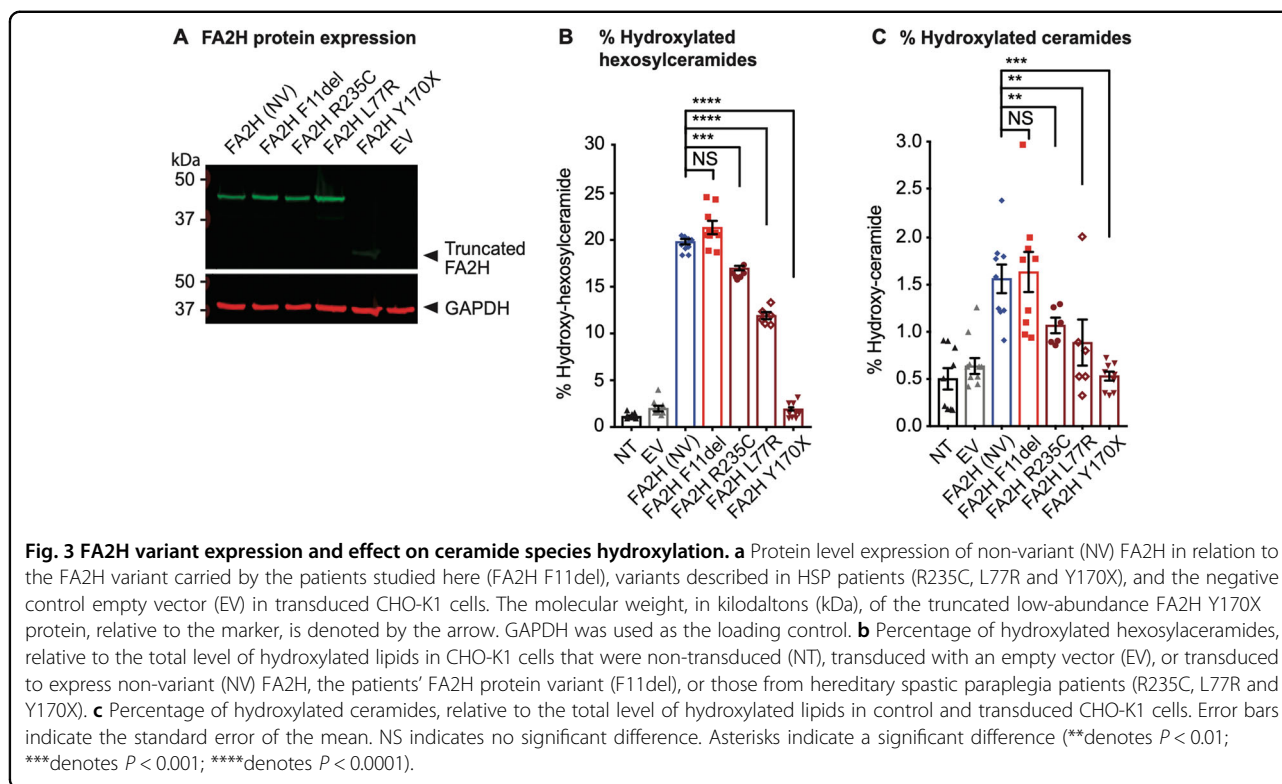 A FA2H protein expression
FA2H (NV)
FA2H F11del
FA2H R235C
FA2H L77R
FA2H Y170X
EV
kDa
50
37
Truncated
FA2H
50
37
GAPDH
B % Hydroxylated
hexosylceramides
****
****
***
NS
% Hydroxy-hexosylceramide
30
25
20
15
10
5
0
NT
EV
FA2H (NV)
FA2H F11del
FA2H R235C
FA2H L77R
FA2H Y170X
C % Hydroxylated ceramides
***
**
**
NS
% Hydroxy-ceramide
3.0
2.5
2.0
1.5
1.0
0.5
0.0
NT
EV
FA2H (NV)
FA2H F11del
FA2H R235C
FA2H L77R
FA2H Y170X
Fig. 3 FA2H variant expression and effect on ceramide species hydroxylation. a Protein level expression of non-variant (NV) FA2H in relation to
the FA2H variant carried by the patients studied here (FA2H F11del), variants described in HSP patients (R235C, L77R and Y170X), and the negative
control empty vector (EV) in transduced CHO-K1 cells. The molecular weight, in kilodaltons (kDa), of the truncated low-abundance FA2H Y170X
protein, relative to the marker, is denoted by the arrow. GAPDH was used as the loading control. b Percentage of hydroxylated hexosylaceramides,
relative to the total level of hydroxylated lipids in CHO-K1 cells that were non-transduced (NT), transduced with an empty vector (EV), or transduced
to express non-variant (NV) FA2H, the patients' FA2H protein variant (F11del), or those from hereditary spastic paraplegia patients (R235C, L77R and
Y170X). c Percentage of hydroxylated ceramides, relative to the total level of hydroxylated lipids in control and transduced CHO-K1 cells. Error bars
indicate the standard error of the mean. NS indicates no significant difference. Asterisks indicate a significant difference (**denotes P < 0.01;
***denotes P < 0.001; ****denotes P < 0.0001).